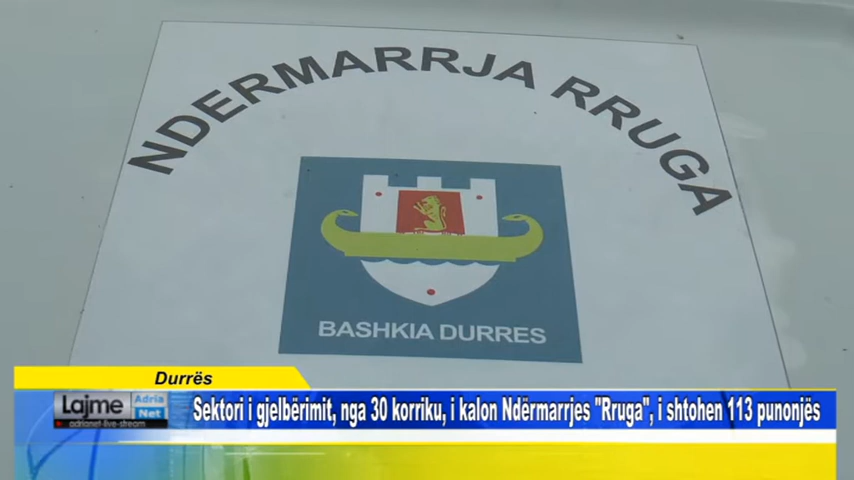 NDERMARRJA RRUGA
BASHKIA DURRES
Durrës
Lajme Adria Net
adrianet-live-stream
Sektori i gjelbërimit, nga 30 korriku, i kalon Ndërmarrjes "Rruga", i shtohen 113 punonjës